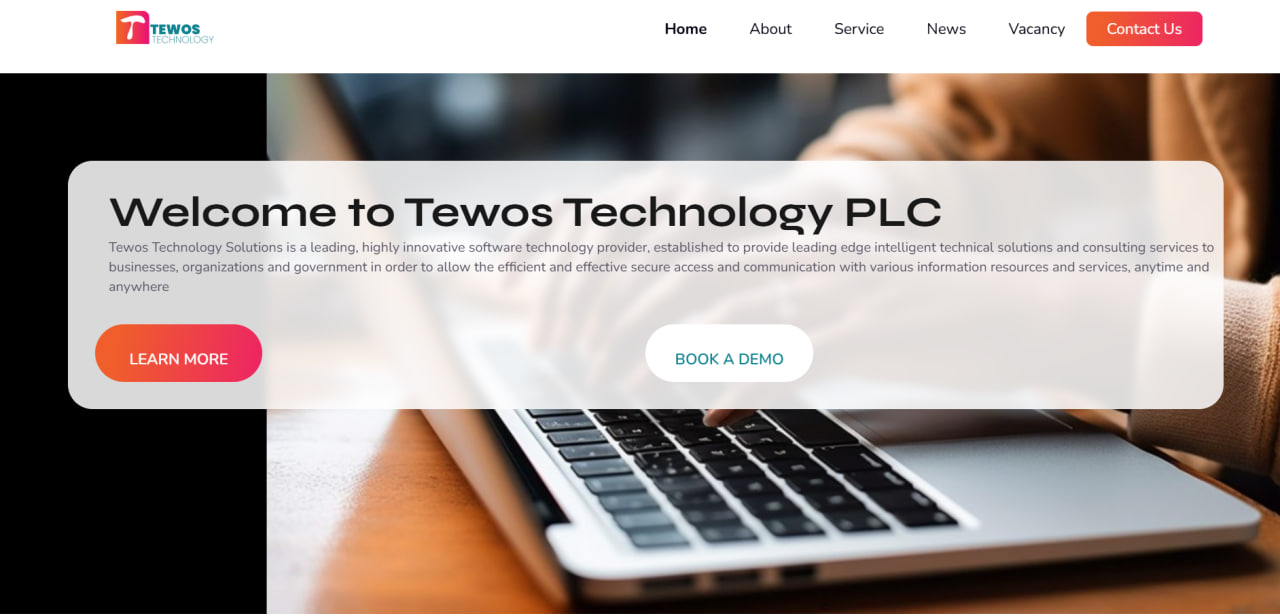 TEWOS
TECHNOLOGY
Home
About
Service
News
Vacancy
Contact Us
Welcome to Tewos Technology PLC
Tewos Technology Solutions is a leading, highly innovative software technology provider, established to provide leading edge intelligent technical solutions and consulting services to
businesses, organizations and government in order to allow the efficient and effective secure access and communication with various information resources and services, anytime and
anywhere
LEARN MORE
BOOK A DEMO